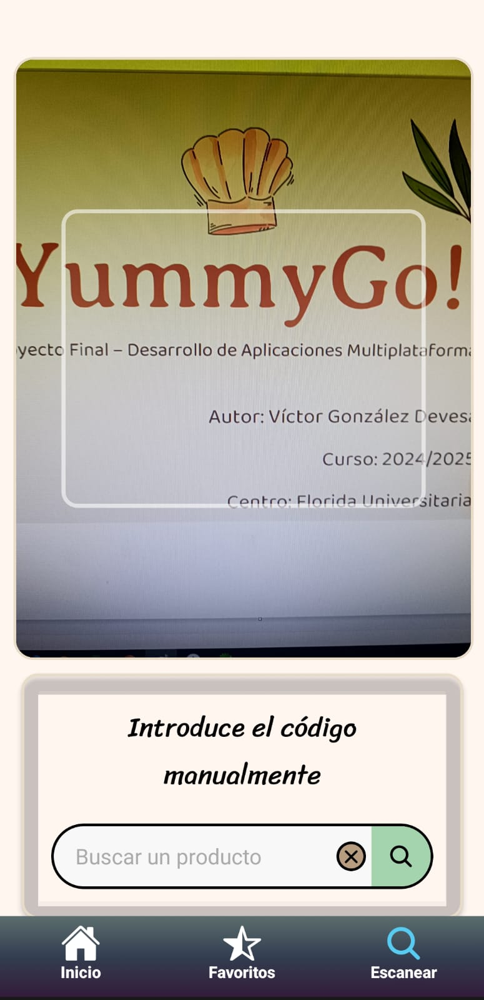 YummyGo!
yecto Final – Desarrollo de Aplicaciones Multiplataforma
Autor: Víctor González Devesa
Curso: 2024/2025
Centro: Florida Universitaria
Introduce el código
manualmente
Buscar un producto
Inicio
Favoritos
Escanear